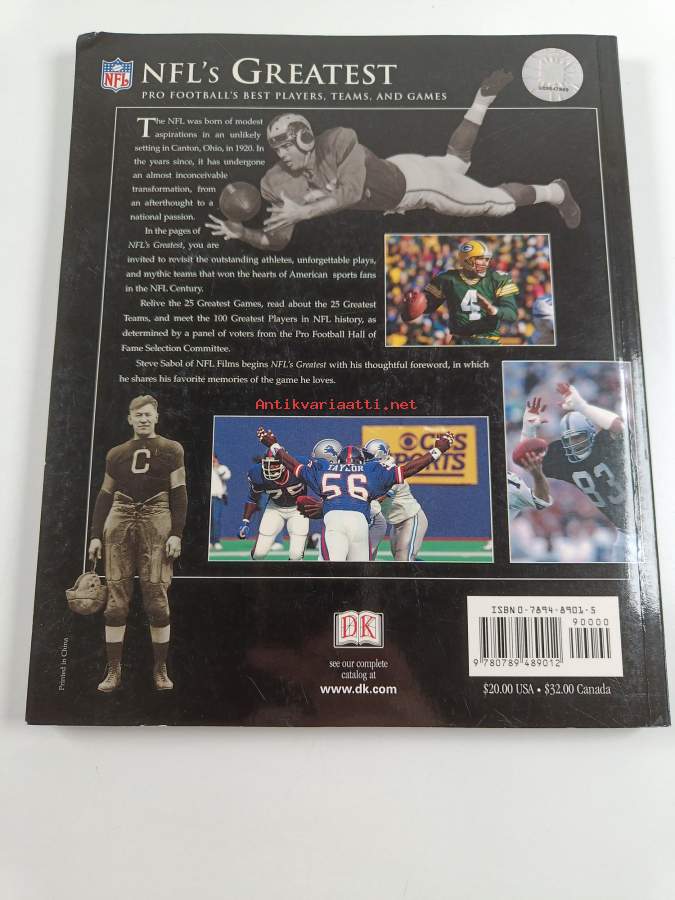 NFL
NFL's GREATEST
PRO FOOTBALL'S BEST PLAYERS, TEAMS, AND GAMES
The NFL was born of modest
aspirations in an unlikely
setting in Canton, Ohio, in 1920. In
the years since, it has undergone
an almost inconceivable
transformation, from
an afterthought to a
national passion.
In the pages of
NFL's Greatest, you are
invited to revisit the outstanding athletes, unforgettable plays,
and mythic teams that won the hearts of American sports fans
in the NFL Century.
Relive the 25 Greatest Games, read about the 25 Greatest
Teams, and meet the 100 Greatest Players in NFL history, as
determined by a panel of voters from the Pro Football Hall of
Fame Selection Committee.
Steve Sabol of NFL Films begins NFL's Greatest with his thoughtful foreword, in which
he shares his favorite memories of the game he loves.
Antikvariaatti.net
4
C
CBS
SPORTS
TAYLOR
56
75
83
DK
see our complete
catalog at
www.dk.com
ISBN 0-7894-8901-5
90000
9 780789 489012
$20.00 USA • $32.00 Canada
Printed in China